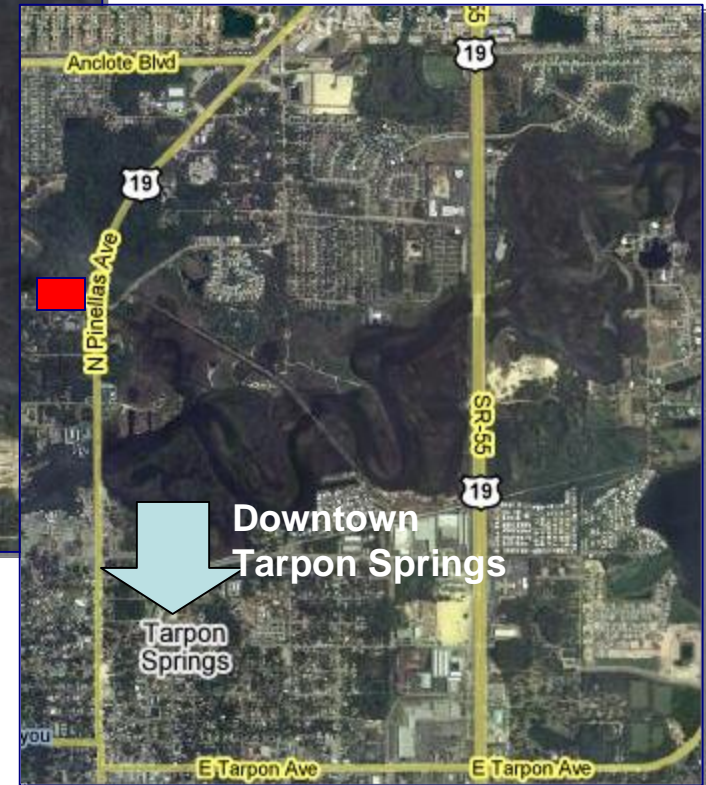 55
19
Anclote Blvd
19
N Pinellas Ave
SR-55
19
Downtown
Tarpon Springs
Tarpon
Springs
you
E Tarpon Ave
E Tarpon Ave